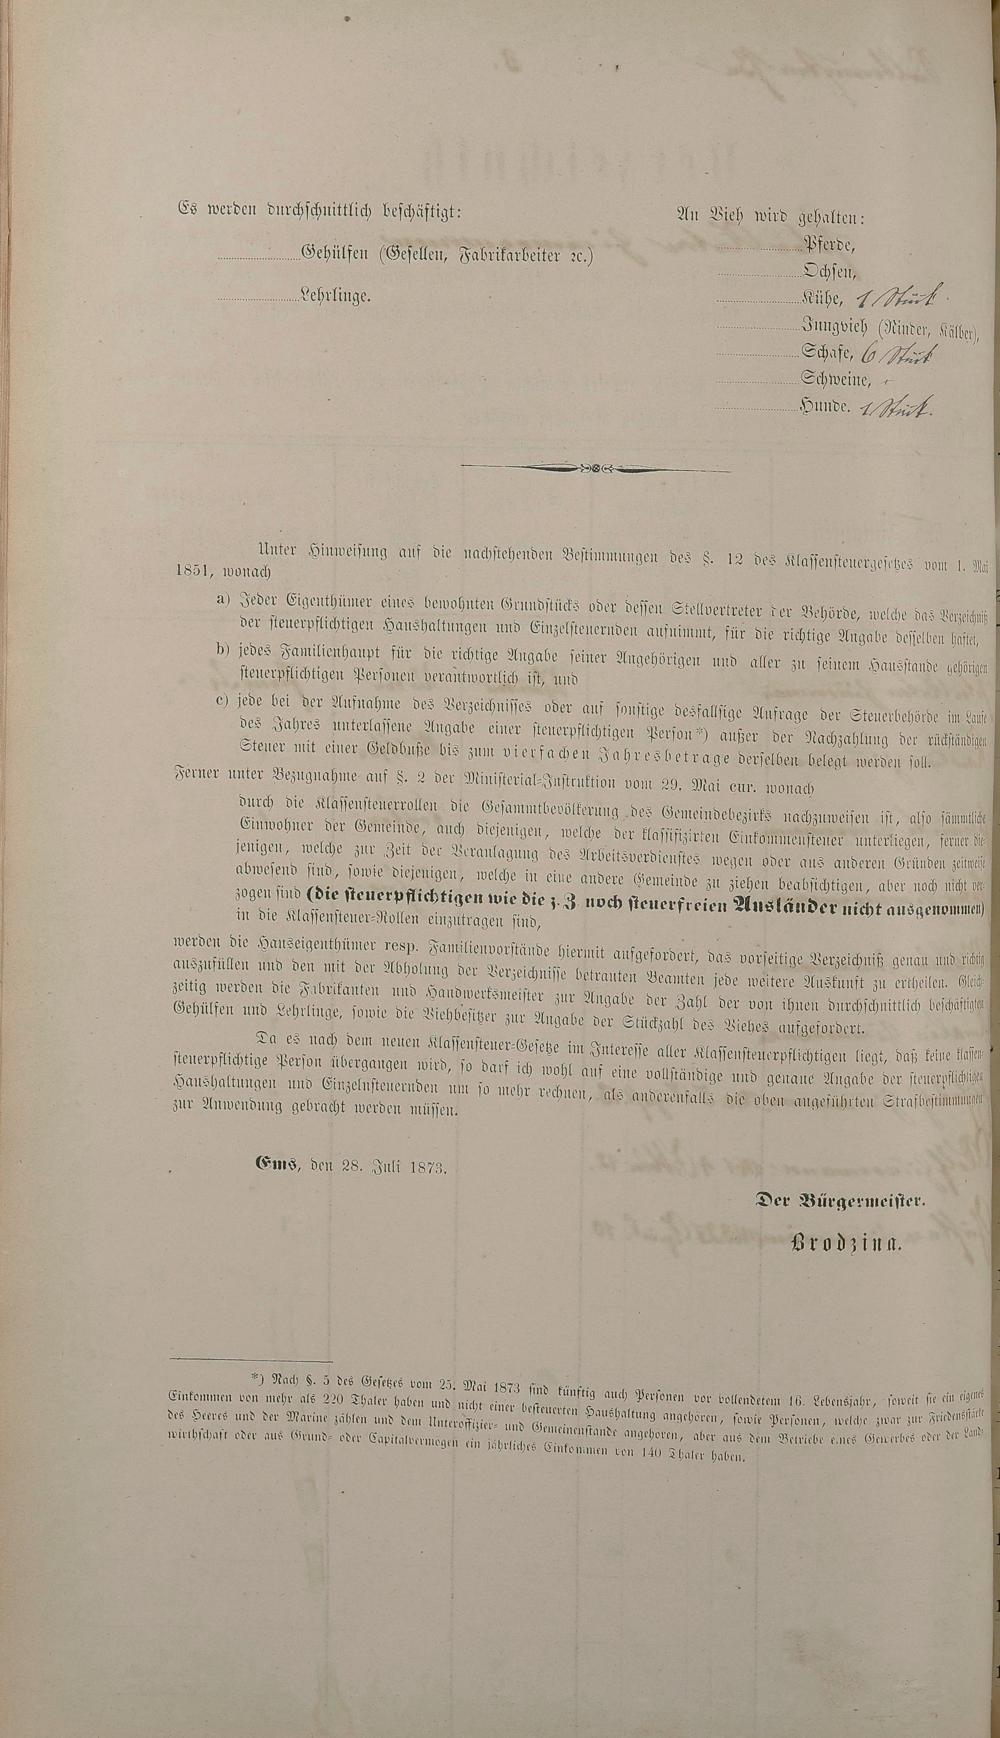 Es werden durchschnittlich beschäftigt:
Gehülfen (Gesellen, Fabrikarbeiter ꝛc.)
Lehrlinge.
An Vieh wird gehalten:
Pferde,
Ochsen,
Kühe, 1 Stück
Jungvieh (Rinder, Kälber),
Schafe, 6 Stück
Schweine,
Hunde. 1 Stück.
Unter Hinweisung auf die nachstehenden Bestimmungen des §. 12 des Klassensteuergesetzes vom 1. Mai
1851, wonach
a) Jeder Eigenthümer eines bewohnten Grundstücks oder dessen Stellvertreter der Behörde, welche das Verzeichniß
der steuerpflichtigen Haushaltungen und Einzelsteuernden aufnimmt, für die richtige Angabe desselben haftet,
b) jedes Familienhaupt für die richtige Angabe seiner Angehörigen und aller zu seinem Hausstande gehörigen
steuerpflichtigen Personen verantwortlich ist, und
c) jede bei der Aufnahme des Verzeichnisses oder auf sonstige desfallsige Anfrage der Steuerbehörde im Laufe
des Jahres unterlassene Angabe einer steuerpflichtigen Person*) außer der Nachzahlung der rückständigen
Steuer mit einer Geldbuße bis zum vierfachen Jahresbetrage derselben belegt werden soll.
Ferner unter Bezugnahme auf §. 2 der Ministerial-Instruktion vom 29. Mai cur. wonach
durch die Klassensteuerrollen die Gesammtbevölkerung des Gemeindebezirks nachzuweisen ist, also sämmtliche
Einwohner der Gemeinde, auch diejenigen, welche der klassifizirten Einkommensteuer unterliegen, ferner die-
jenigen, welche zur Zeit der Veranlagung des Arbeitsverdienstes wegen oder aus anderen Gründen zeitweise
abwesend sind, sowie diejenigen, welche in eine andere Gemeinde zu ziehen beabsichtigen, aber noch nicht ver-
zogen sind (die steuerpflichtigen wie die z. Z. noch steuerfreien Ausländer nicht ausgenommen)
in die Klassensteuer-Rollen einzutragen sind,
werden die Hauseigenthümer resp. Familienvorstände hiermit aufgefordert, das vorseitige Verzeichniß genau und richtig
auszufüllen und den mit der Abholung der Verzeichnisse betrauten Beamten jede weitere Auskunft zu ertheilen. Gleich-
zeitig werden die Fabrikanten und Handwerksmeister zur Angabe der Zahl der von ihnen durchschnittlich beschäftigten
Gehülfen und Lehrlinge, sowie die Viehbesitzer zur Angabe der Stückzahl des Viehes aufgefordert.
Da es nach dem neuen Klassensteuer-Gesetze im Interesse aller Klassensteuerpflichtigen liegt, daß keine klassen-
steuerpflichtige Person übergangen wird, so darf ich wohl auf eine vollständige und genaue Angabe der steuerpflichtigen
Haushaltungen und Einzelnsteuernden um so mehr rechnen, als anderenfalls die oben angeführten Strafbestimmungen
zur Anwendung gebracht werden müssen.
Ems, den 28. Juli 1873.
Der Bürgermeister.
Brodzina.
*) Nach §. 5 des Gesetzes vom 25. Mai 1873 sind künftig auch Personen vor vollendetem 16. Lebensjahr, soweit sie ein eigenes
Einkommen von mehr als 220 Thaler haben und nicht einer besteuerten Haushaltung angehören, sowie Personen, welche zwar zur Friedensstärke
des Heeres und der Marine zählen und dem Unteroffizier- und Gemeinenstande angehören, aber aus dem Betriebe eines Gewerbes oder der Land-
wirthschaft oder aus Grund- oder Capitalvermögen ein jährliches Einkommen von 140 Thaler haben.